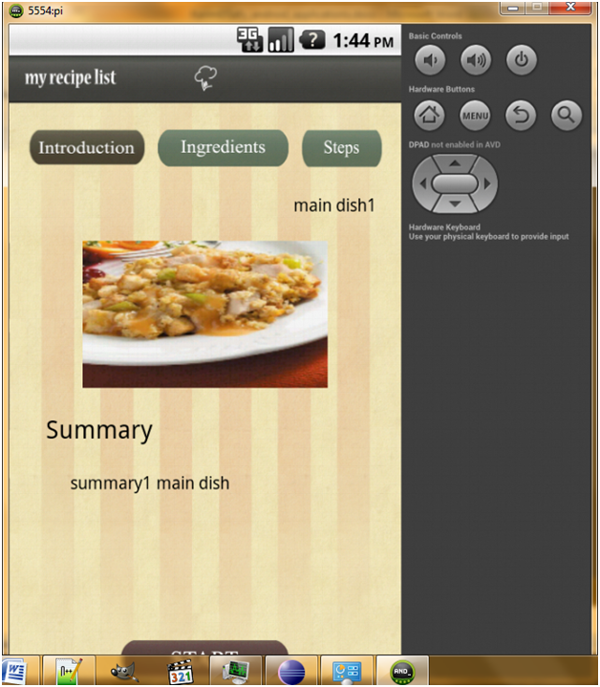 5554:pi
3G ? 1:44 PM
my recipe list
Introduction Ingredients Steps
main dish1
Summary
summary1 main dish
START
Basic Controls
Hardware Buttons
MENU
DPAD not enabled in AVD
Hardware Keyboard
Use your physical keyboard to provide input
W n++ 321 AND_